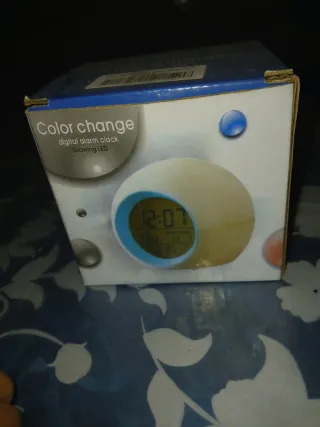 Color change
digital alarm clock
Glowing LED
12:07